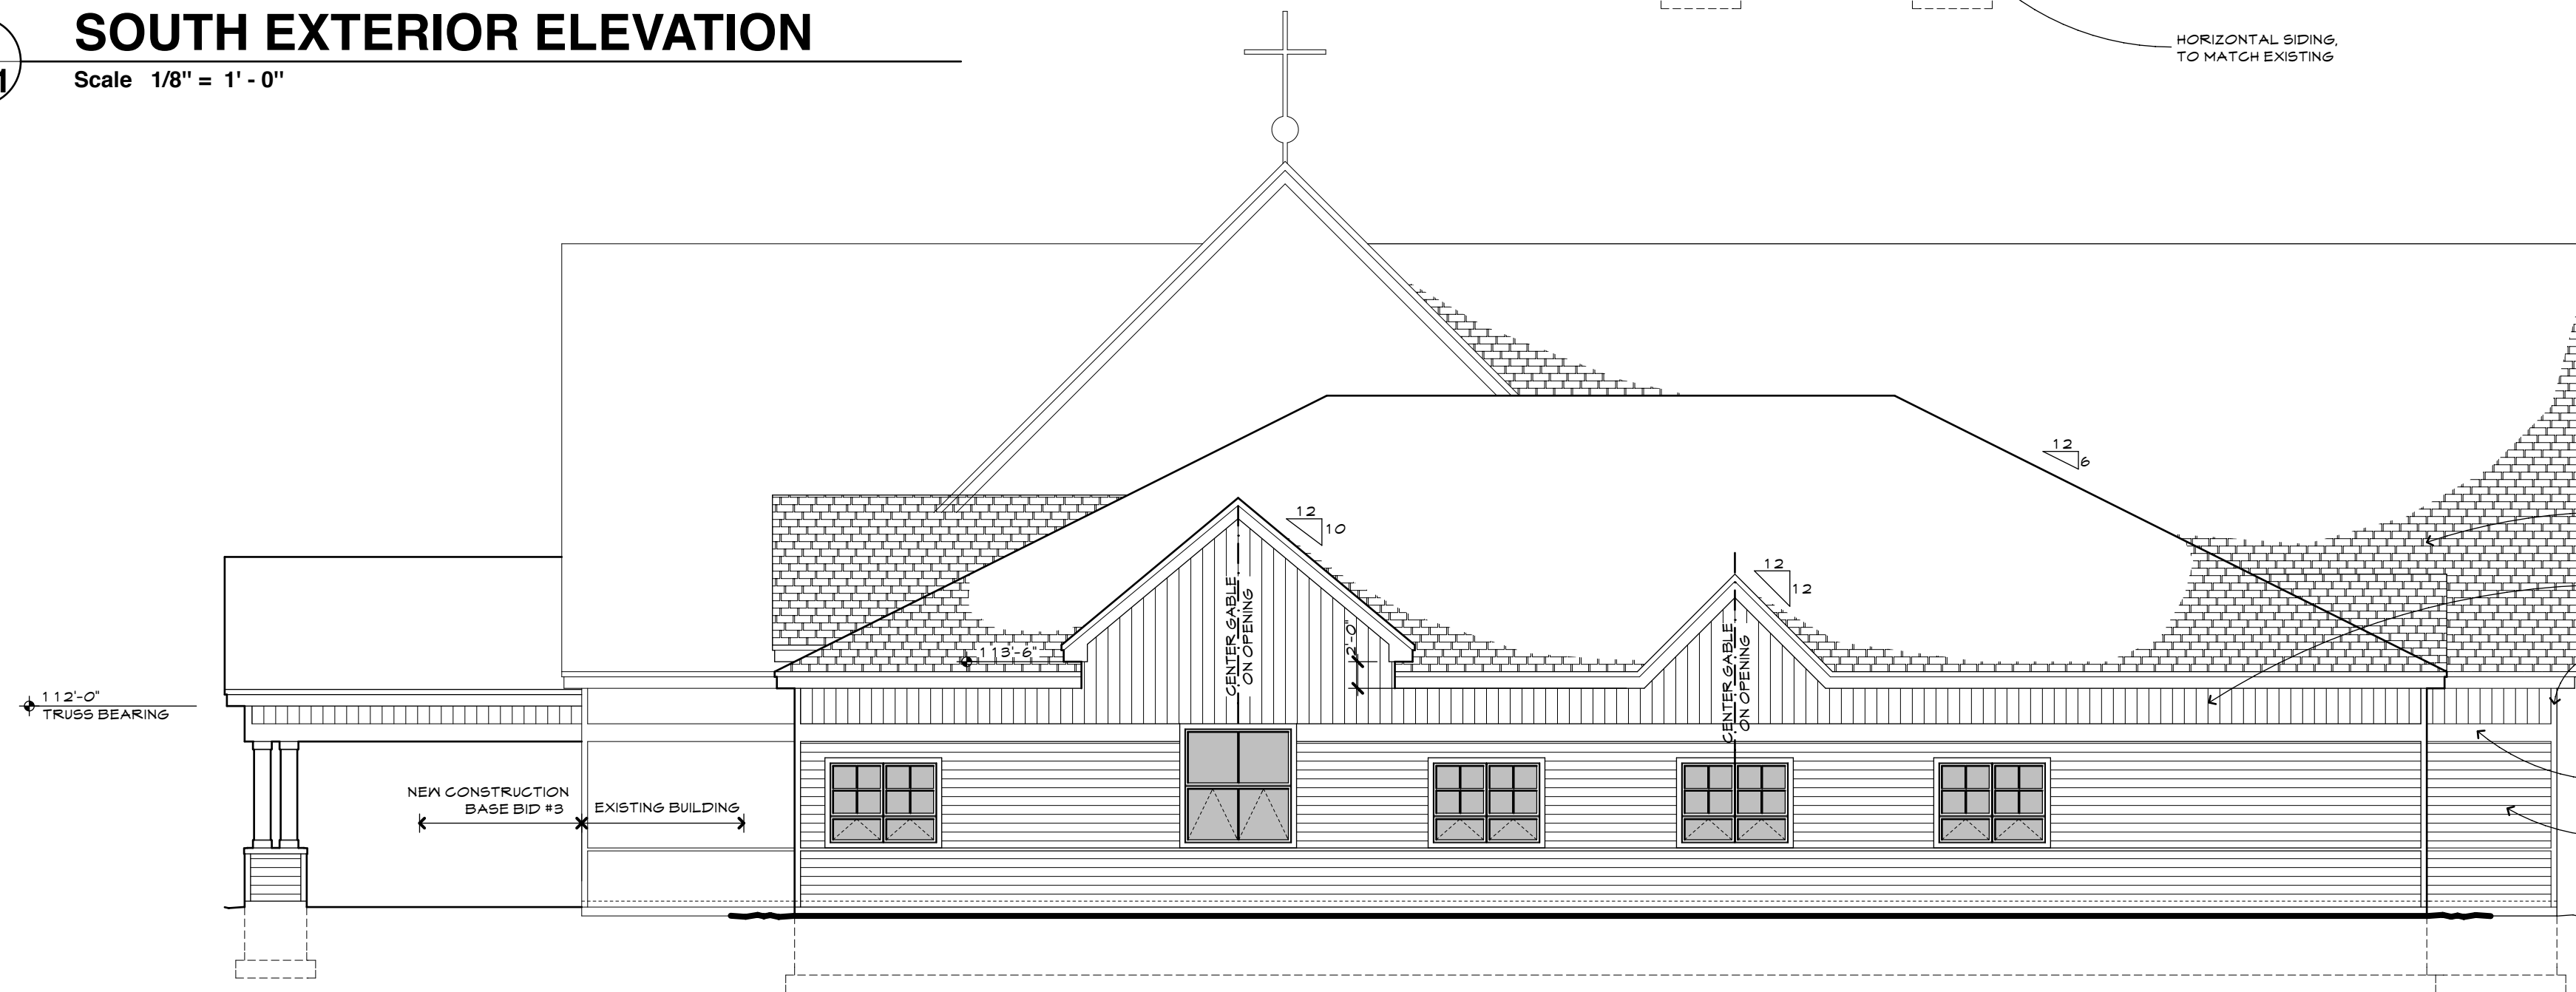 SOUTH EXTERIOR ELEVATION
1
Scale 1/8" = 1' - 0"
HORIZONTAL SIDING,
TO MATCH EXISTING
12
6
12
10
12
12
CENTER GABLE
ON OPENING
2'-0"
CENTER GABLE
ON OPENING
113'-6"
112'-0"
TRUSS BEARING
NEW CONSTRUCTION
BASE BID #3
EXISTING BUILDING